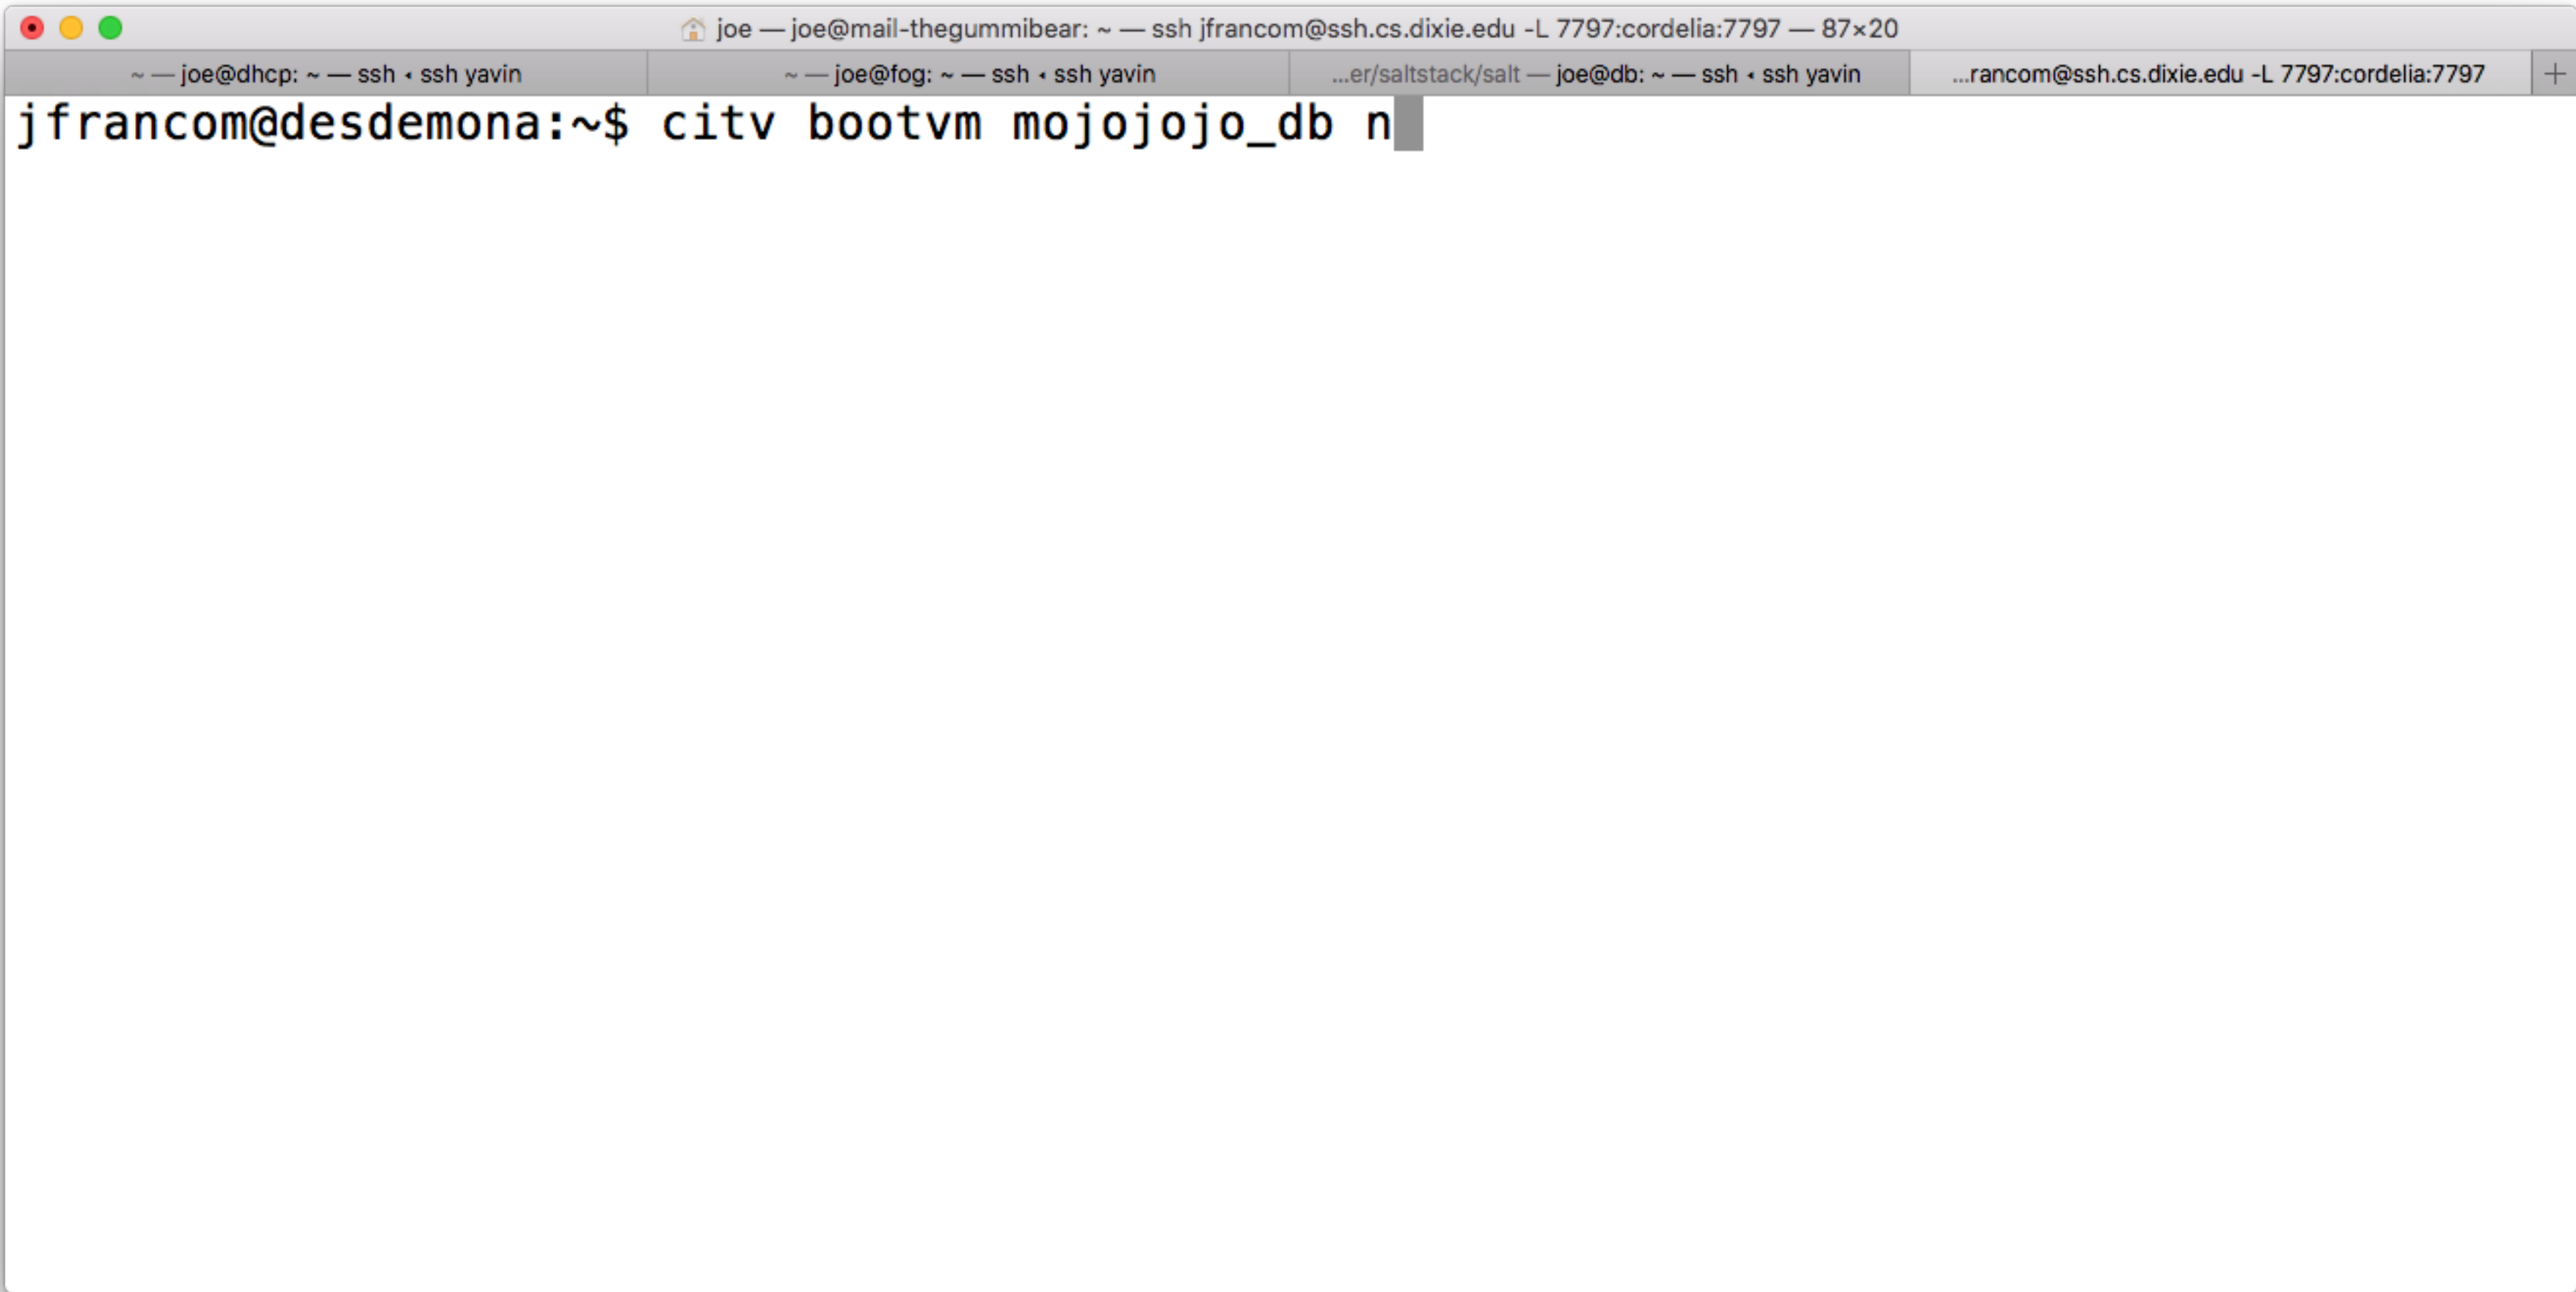 joe — joe@mail-thegummibear: ~ — ssh jfrancom@ssh.cs.dixie.edu -L 7797:cordelia:7797 — 87×20
~ — joe@dhcp: ~ — ssh ◂ ssh yavin
~ — joe@fog: ~ — ssh ◂ ssh yavin
...er/saltstack/salt — joe@db: ~ — ssh ◂ ssh yavin
...rancom@ssh.cs.dixie.edu -L 7797:cordelia:7797
jfrancom@desdemona:~$ citv bootvm mojojojo_db n